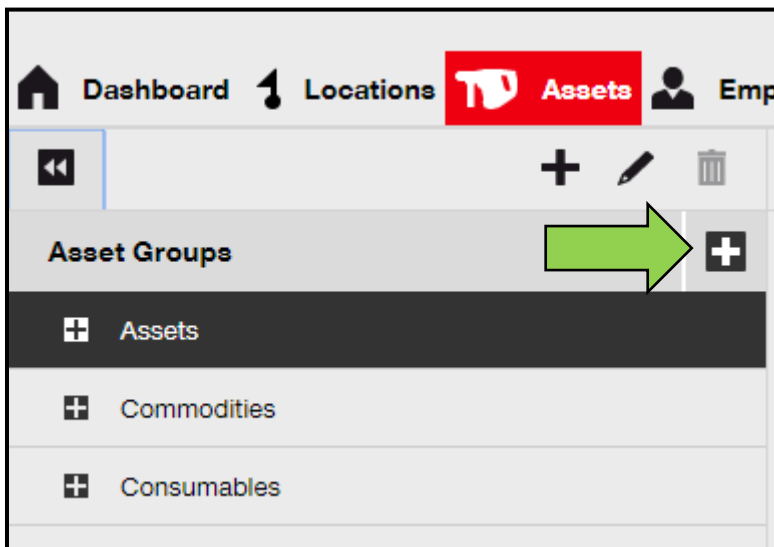 Dashboard Locations Assets Emp
Asset Groups
Assets
Commodities
Consumables